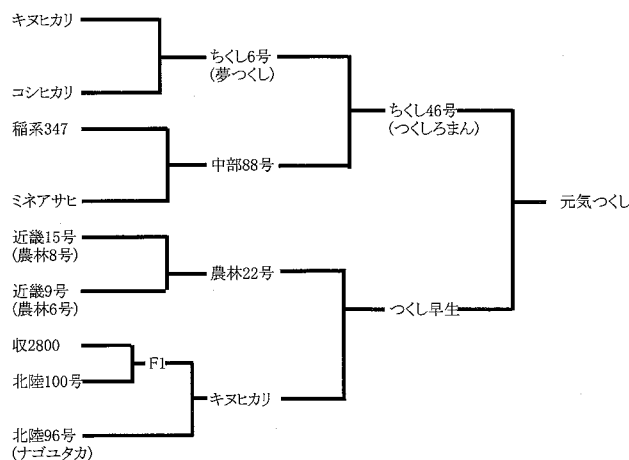 キヌヒカリ
コシヒカリ
ちくし6号
(夢つくし)
稲系347
ミネアサヒ
中部88号
ちくし46号
(つくしろまん)
近畿15号
(農林8号)
近畿9号
(農林6号)
農林22号
収2800
北陸100号
F1
北陸96号
(ナゴユタカ)
キヌヒカリ
つくし早生
元気つくし